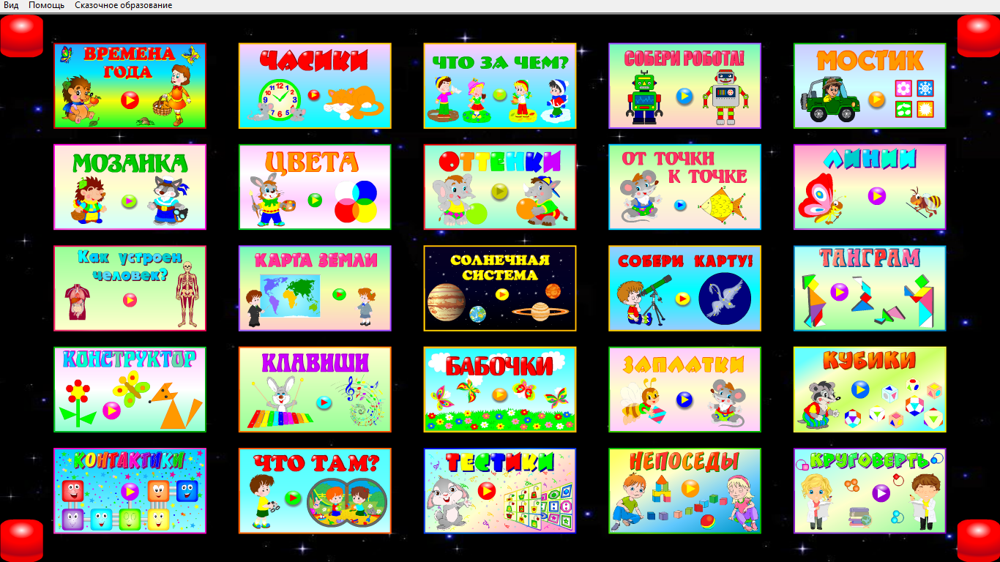 Вид Помощь Сказочное образование
ВРЕМЕНА
ГОДА
ЧАСИКИ
ЧТО ЗА ЧЕМ?
СОБЕРИ РОБОТА!
МОСТИК
МОЗАИКА
ЦВЕТА
ОТТЕНКИ
ОТ ТОЧКИ
К ТОЧКЕ
ЛИНИИ
Как устроен
человек?
КАРТА ЗЕМЛИ
СОЛНЕЧНАЯ
СИСТЕМА
СОБЕРИ КАРТУ!
ТАНГРАМ
КОНСТРУКТОР
КЛАВИШИ
БАБОЧКИ
ЗАПЛАТКИ
КУБИКИ
КОНТАКТИКИ
ЧТО ТАМ?
ТЕСТИКИ
НЕПОСЕДЫ
КРУГОВЕРТЬ